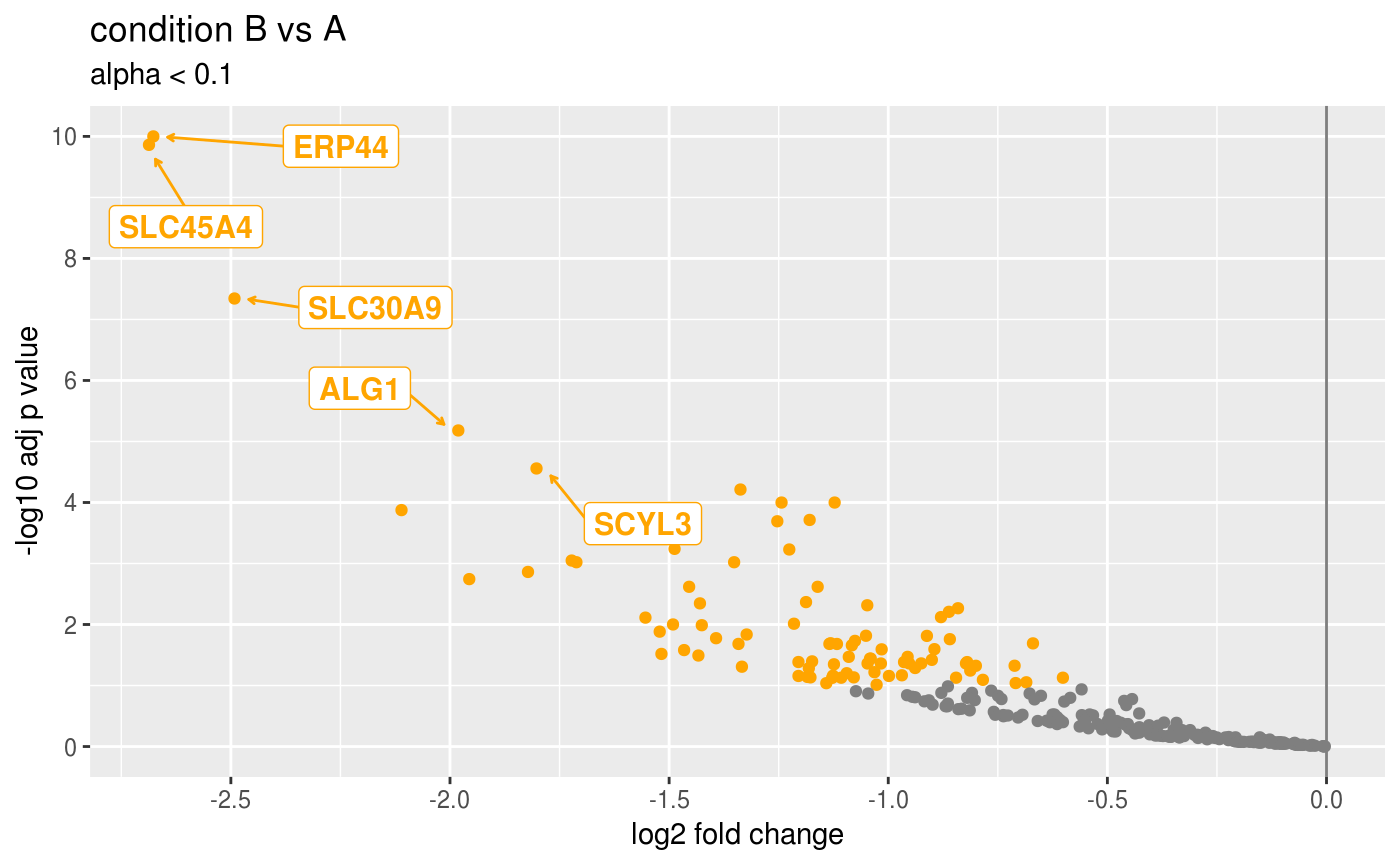 condition B vs A
alpha < 0.1
-log10 adj p value
10
8
6
4
2
0
ERP44
SLC45A4
SLC30A9
ALG1
SCYL3
-2.5
-2.0
-1.5
-1.0
-0.5
0.0
log2 fold change